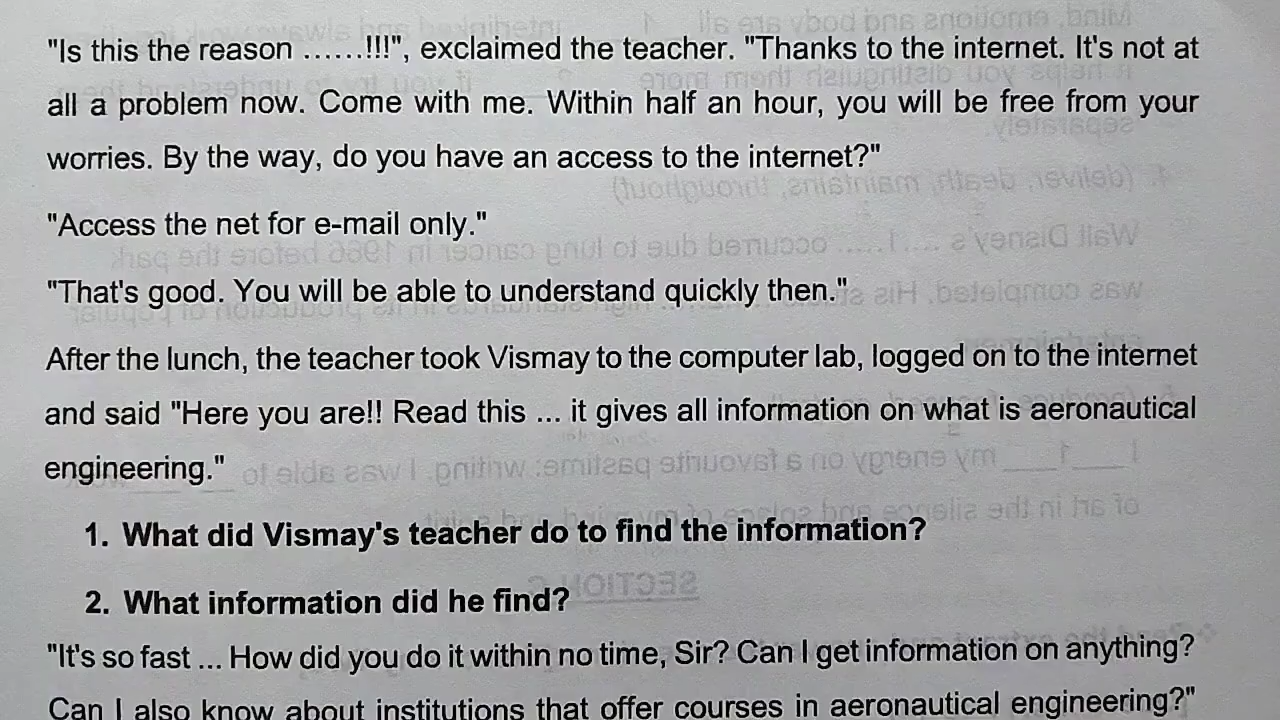 "Is this the reason ……!!!", exclaimed the teacher. "Thanks to the internet. It's not at
all a problem now. Come with me. Within half an hour, you will be free from your
worries. By the way, do you have an access to the internet?"
"Access the net for e-mail only."
"That's good. You will be able to understand quickly then."
After the lunch, the teacher took Vismay to the computer lab, logged on to the internet
and said "Here you are!! Read this ... it gives all information on what is aeronautical
engineering."
1. What did Vismay's teacher do to find the information?
2. What information did he find?
"It's so fast ... How did you do it within no time, Sir? Can I get information on anything?
Can I also know about institutions that offer courses in aeronautical engineering?"